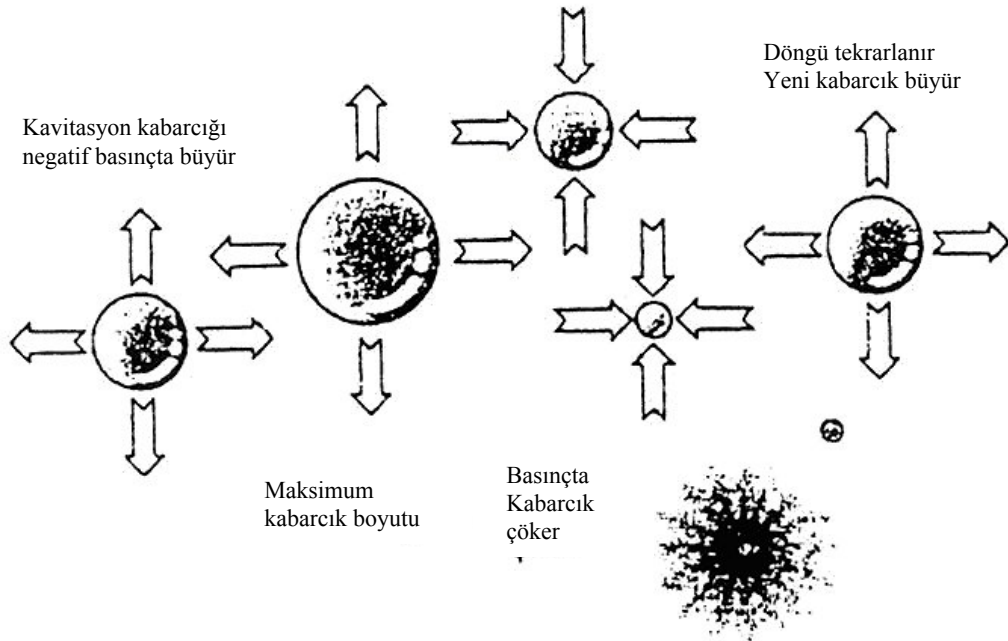 Kavitasyon kabarcığı
negatif basınçta büyür
Maksimum
kabarcık boyutu
Basınçta
Kabarcık
çöker
Döngü tekrarlanır
Yeni kabarcık büyür